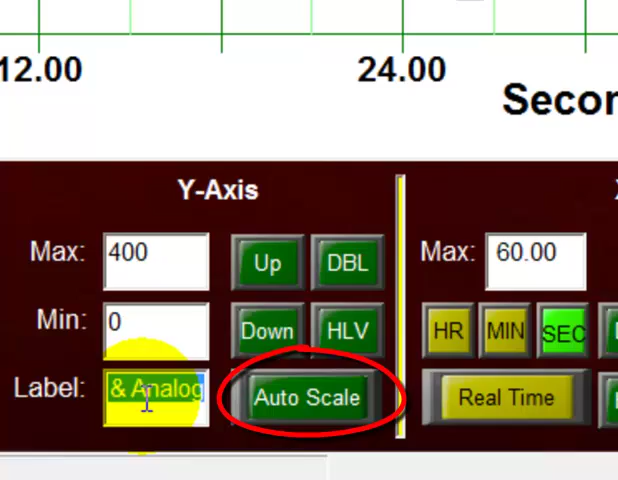 12.00 24.00
Secon
Y-Axis
Max: 400 Up DBL Max: 60.00
Min: 0 Down HLV HR MIN SEC
Label: & Analog Auto Scale Real Time